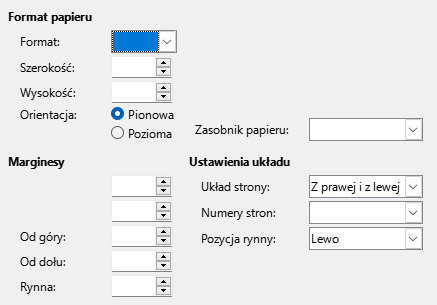 Format papieru
Format:
Szerokość:
Wysokość:
Orientacja: Pionowa
Pozioma
Zasobnik papieru:
Marginesy
Ustawienia układu
Układ strony: Z prawej i z lewej
Numery stron:
Od góry:
Pozycja rynny: Lewo
Od dołu:
Rynna: